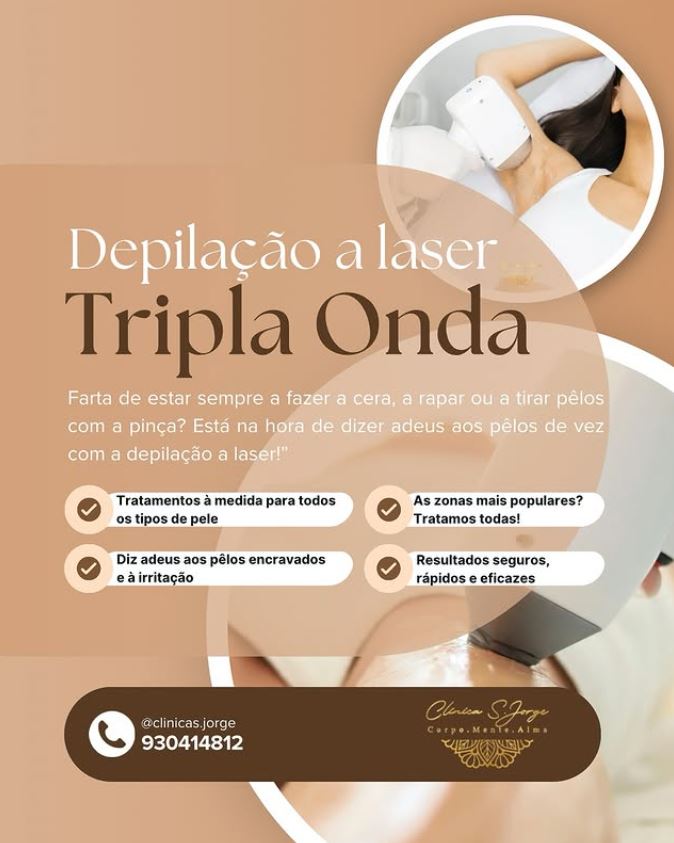 Depilação a laser
Tripla Onda
Farta de estar sempre a fazer a cera, a rapar ou a tirar pêlos
com a pinça? Está na hora de dizer adeus aos pêlos de vez
com a depilação a laser!”
Tratamentos à medida para todos
os tipos de pele
As zonas mais populares?
Tratamos todas!
Diz adeus aos pêlos encravados
e à irritação
Resultados seguros,
rápidos e eficazes
@clinicas.jorge
930414812
Clínica S.Jorge
Corpo.Mente.Alma